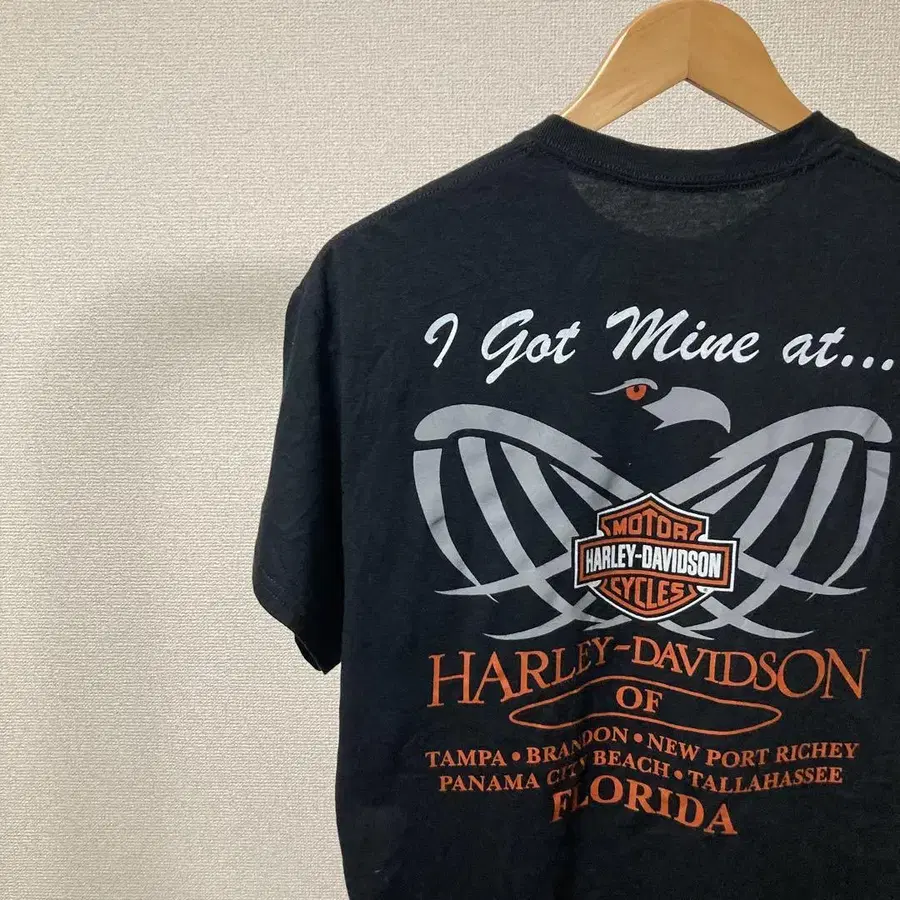 I Got Mine at...
MOTOR
HARLEY-DAVIDSON
CYCLES
HARLEY-DAVIDSON
OF
TAMPA • BRANDON • NEW PORT RICHEY
PANAMA CITY BEACH • TALLAHASSEE
FLORIDA